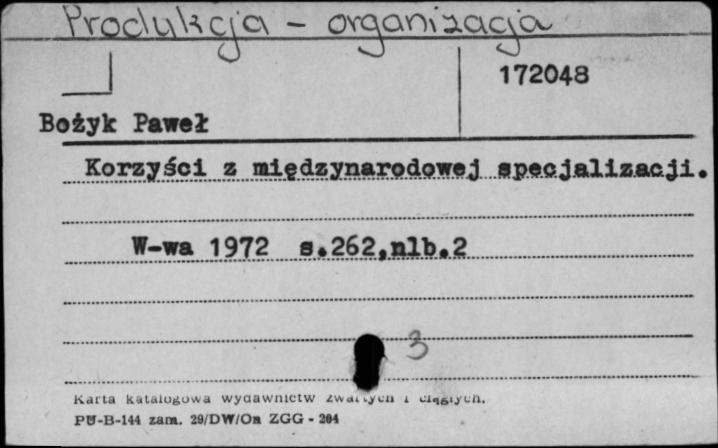 Produkcja - organizacja
172048
Bożyk Paweł
Korzyści z międzynarodowej specjalizacji.
W-wa 1972 s.262,nlb.2
3
Karta katalogowa wydawnictw zwartych i ciągłych.
PU-B-144 zam. 29/DW/On ZGG - 204